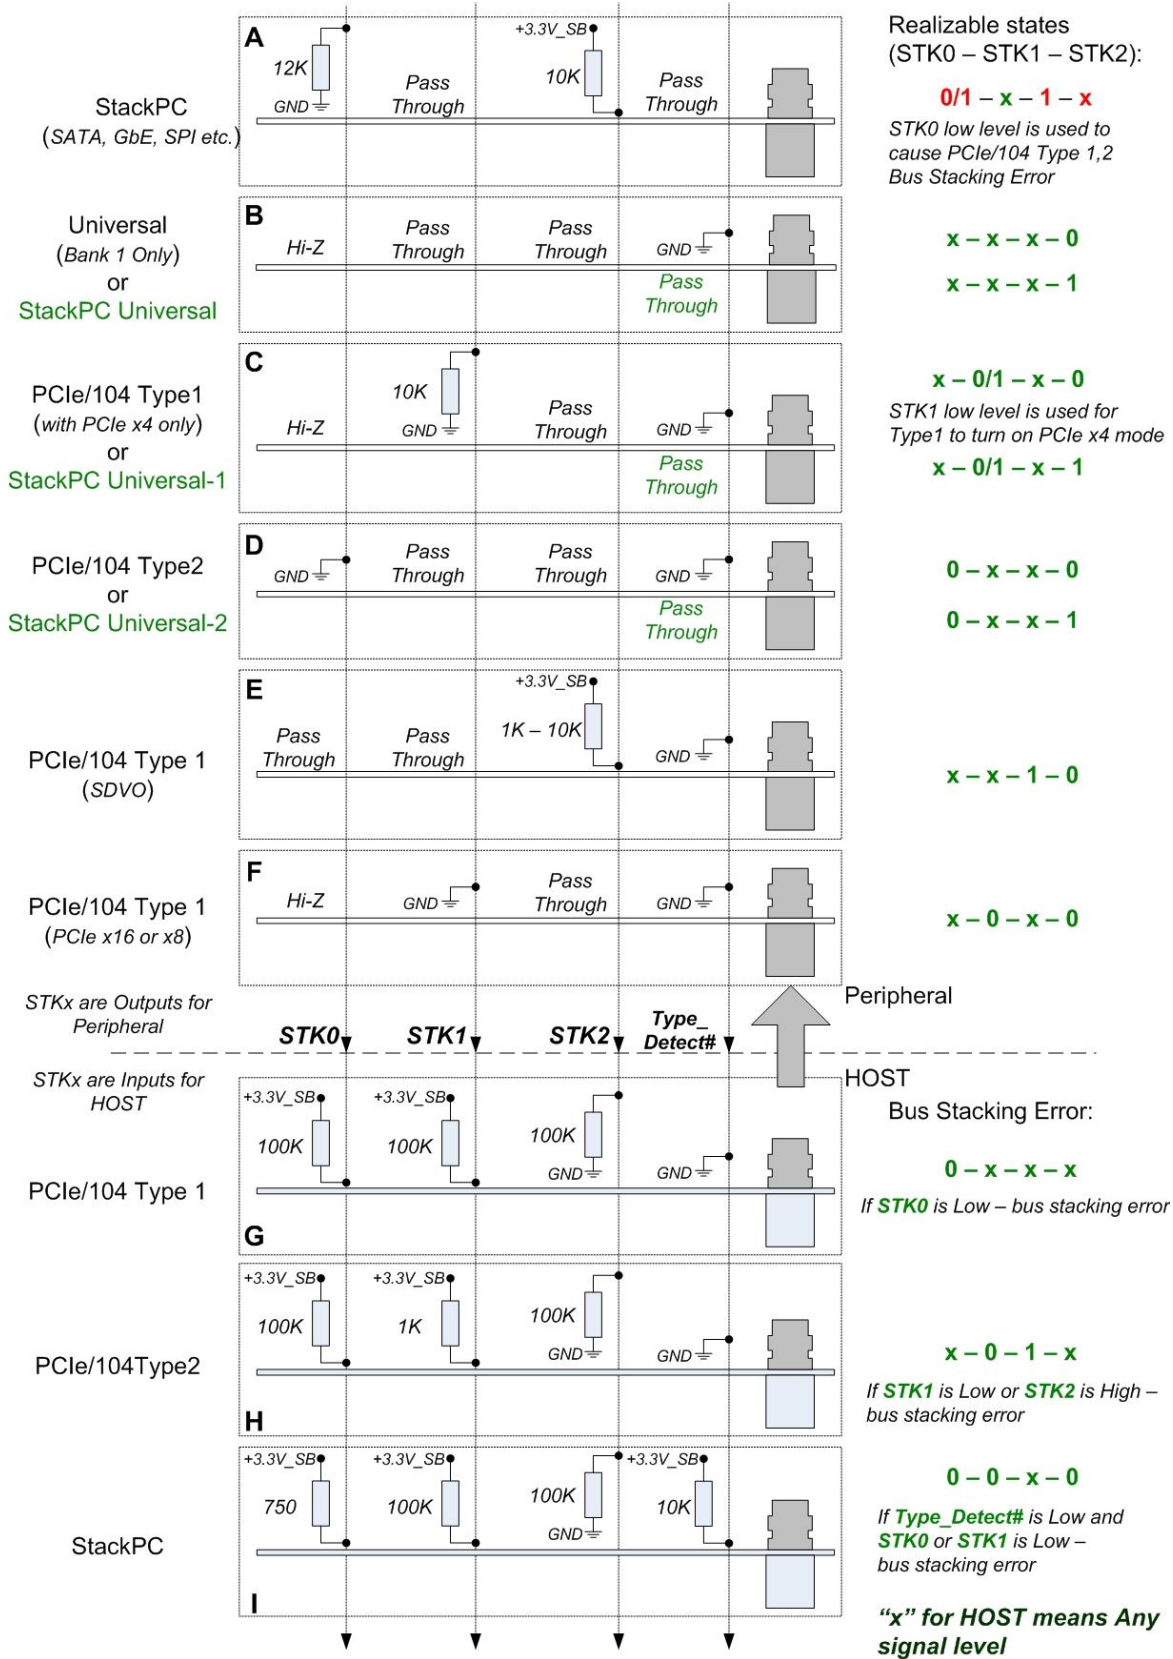 A
12K
GND
Pass
Through
+3.3V_SB
10K
Pass
Through
StackPC
(SATA, GbE, SPI etc.)
Realizable states
(STK0 – STK1 – STK2):
0/1 – x – 1 – x
STK0 low level is used to
cause PCIe/104 Type 1,2
Bus Stacking Error
B
Universal
(Bank 1 Only)
or
StackPC Universal
Hi-Z
Pass
Through
Pass
Through
GND
Pass
Through
x – x – x – 0
x – x – x – 1
C
PCIe/104 Type1
(with PCIe x4 only)
or
StackPC Universal-1
Hi-Z
10K
GND
Pass
Through
GND
Pass
Through
x – 0/1 – x – 0
STK1 low level is used for
Type1 to turn on PCIe x4 mode
x – 0/1 – x – 1
D
PCIe/104 Type2
or
StackPC Universal-2
GND
Pass
Through
Pass
Through
GND
Pass
Through
0 – x – x – 0
0 – x – x – 1
E
PCIe/104 Type 1
(SDVO)
Pass
Through
Pass
Through
+3.3V_SB
1K – 10K
GND
x – x – 1 – 0
F
PCIe/104 Type 1
(PCIe x16 or x8)
Hi-Z
GND
Pass
Through
GND
x – 0 – x – 0
STKx are Outputs for
Peripheral
STK0
STK1
STK2
Type_
Detect#
Peripheral
STKx are Inputs for
HOST
HOST
Bus Stacking Error:
PCIe/104 Type 1
+3.3V_SB
100K
+3.3V_SB
100K
100K
GND
GND
G
0 – x – x – x
If STK0 is Low – bus stacking error
PCIe/104Type2
+3.3V_SB
100K
+3.3V_SB
1K
100K
GND
GND
H
x – 0 – 1 – x
If STK1 is Low or STK2 is High –
bus stacking error
StackPC
+3.3V_SB
750
+3.3V_SB
100K
100K
GND
+3.3V_SB
10K
I
0 – 0 – x – 0
If Type_Detect# is Low and
STK0 or STK1 is Low –
bus stacking error
“x” for HOST means Any
signal level